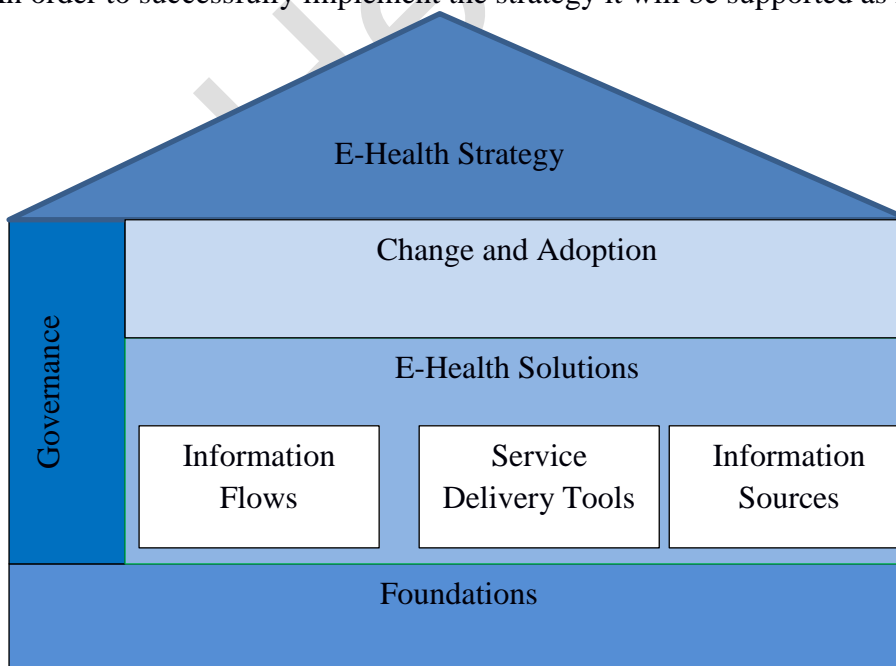 in order to successfully implement the strategy it will be supported as
E-Health Strategy
Change and Adoption
Governance
E-Health Solutions
Information
Flows
Service
Delivery Tools
Information
Sources
Foundations